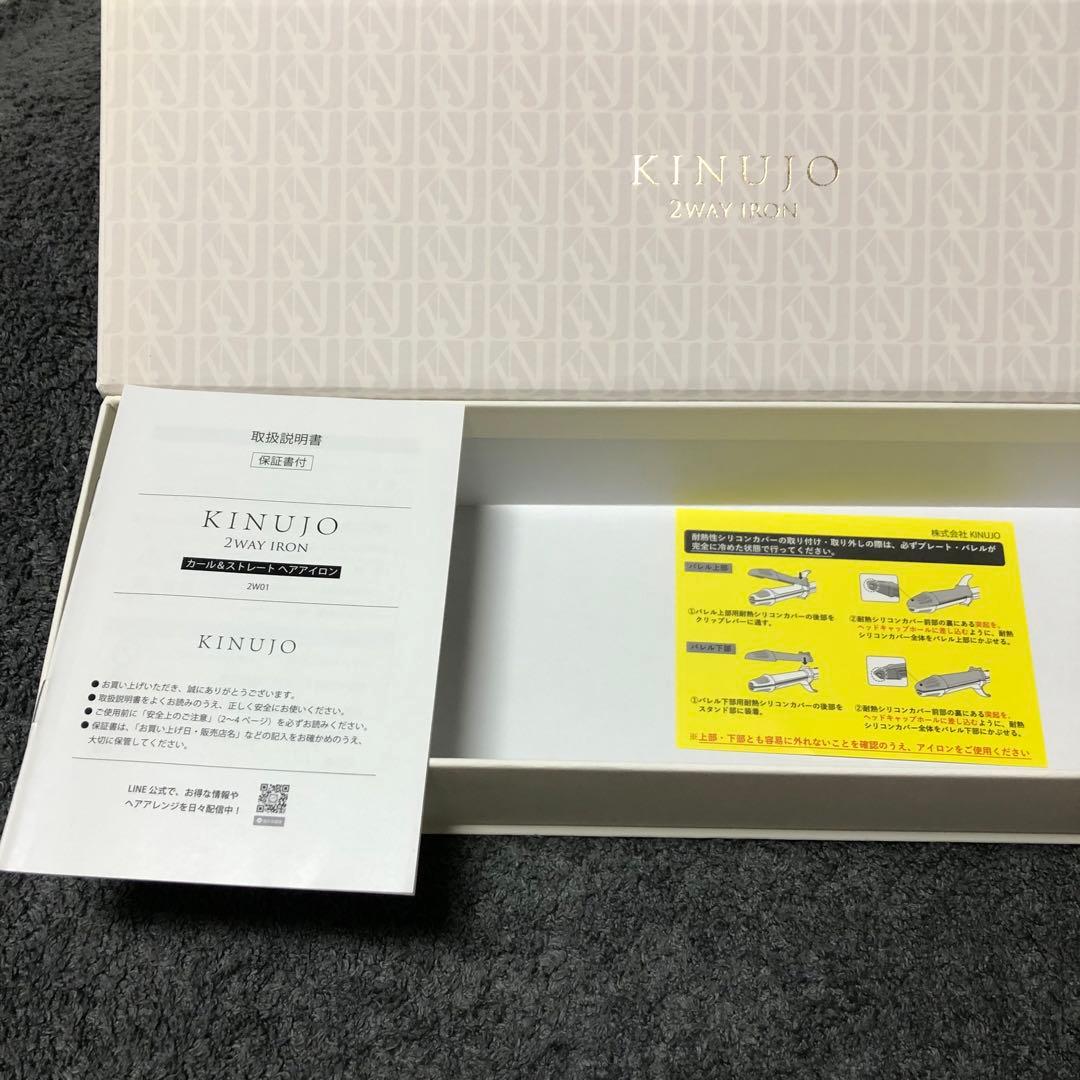 KINUJO
2WAY IRON
取扱説明書
保証書付
KINUJO
2WAY IRON
カール＆ストレート ヘアアイロン
2W01
KINUJO
● お買い上げいただき、誠にありがとうございます。
● 取扱説明書をよくお読みのうえ、正しく安全にお使いください。
● ご使用前に「安全上のご注意」(2〜4ページ) を必ずお読みください。
● 保証書は、「お買い上げ日・販売店名」などの記入をお確かめのうえ、
大切に保管してください。
LINE公式で、お得な情報や
ヘアアレンジを日々配信中！
株式会社 KINUJO
耐熱性シリコンカバーの取り付け・取り外しの際は、必ずプレート・バレルが
完全に冷めた状態で行ってください。
バレル上部
①バレル上部用耐熱シリコンカバーの後部を
クリップレバーに通す。
②耐熱シリコンカバー前部の裏にある突起を、
ヘッドキャップホールに差し込むように、耐熱
シリコンカバー全体をバレル上部にかぶせる。
バレル下部
①バレル下部用耐熱シリコンカバーの後部を
スタンド部に装着。
②耐熱シリコンカバー前部の裏にある突起を、
ヘッドキャップホールに差し込むように、耐熱
シリコンカバー全体をバレル下部にかぶせる。
※上部・下部とも容易に外れないことを確認のうえ、アイロンをご使用ください